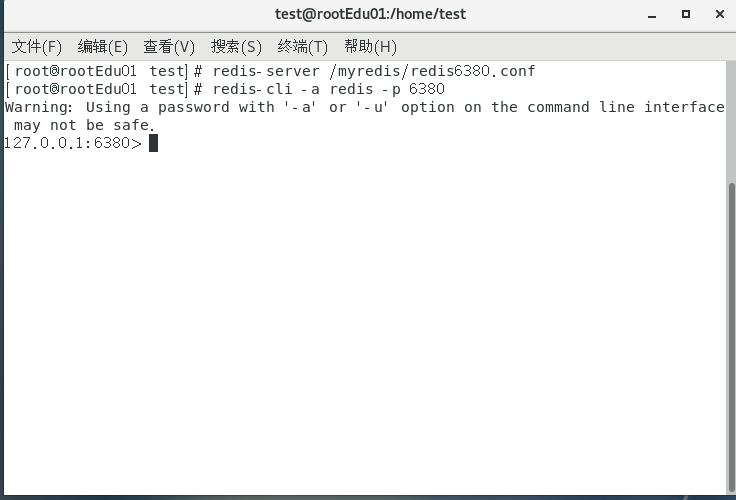 test@rootEdu01:/home/test
文件(F) 编辑(E) 查看(V) 搜索(S) 终端(T) 帮助(H)
[root@rootEdu01 test]# redis-server /myredis/redis6380.conf
[root@rootEdu01 test]# redis-cli -a redis -p 6380
Warning: Using a password with '-a' or '-u' option on the command line interface
may not be safe.
127.0.0.1:6380>